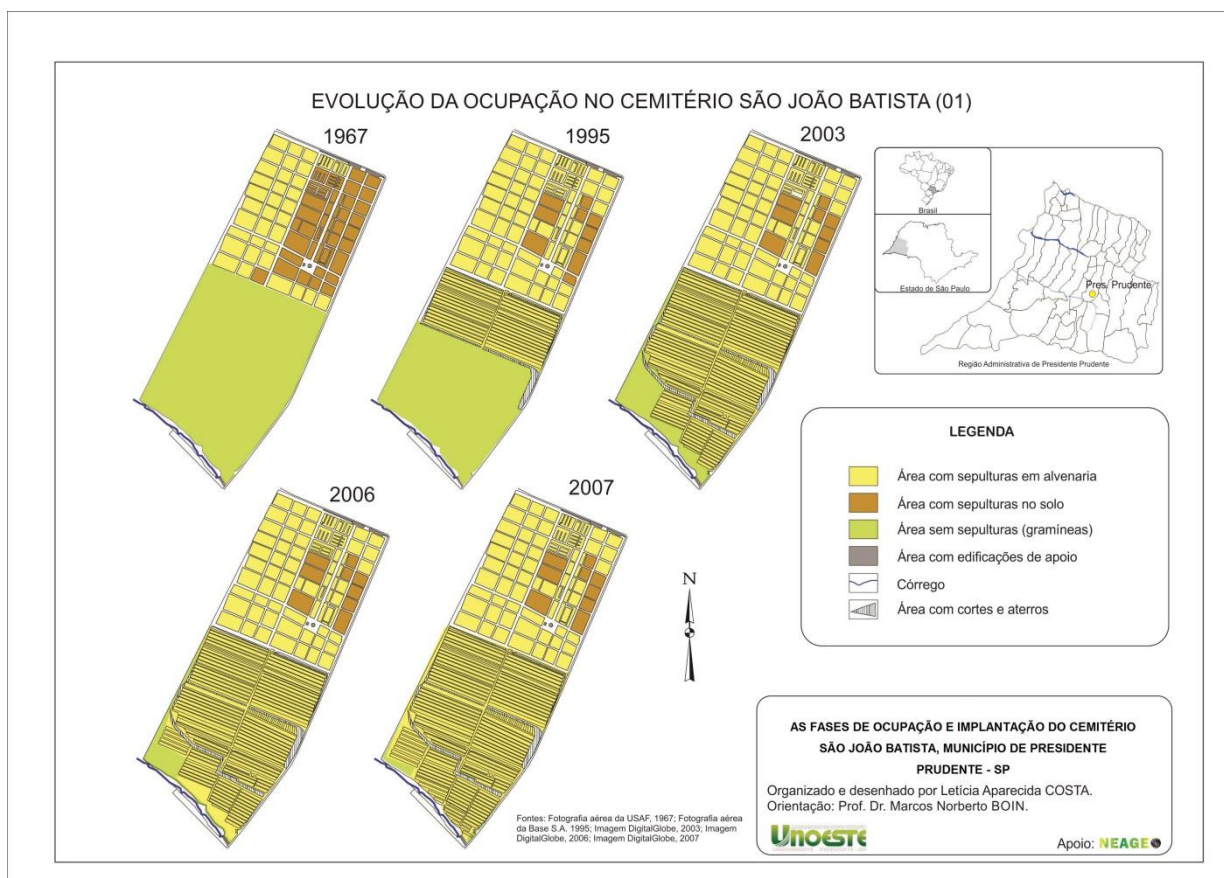 EVOLUÇÃO DA OCUPAÇÃO NO CEMITÉRIO SÃO JOÃO BATISTA (01)
1967
1995
2003
Brasil
Estado de São Paulo
Pres. Prudente
Região Administrativa de Presidente Prudente
LEGENDA
Área com sepulturas em alvenaria
Área com sepulturas no solo
Área sem sepulturas (gramíneas)
Área com edificações de apoio
Córrego
Área com cortes e aterros
2006
2007
N
Fontes: Fotografia aérea da USAF, 1967; Fotografia aérea
da Base S.A. 1995; Imagem DigitalGlobe, 2003; Imagem
DigitalGlobe, 2006; Imagem DigitalGlobe, 2007
AS FASES DE OCUPAÇÃO E IMPLANTAÇÃO DO CEMITÉRIO
SÃO JOÃO BATISTA, MUNICÍPIO DE PRESIDENTE
PRUDENTE - SP
Organizado e desenhado por Letícia Aparecida COSTA.
Orientação: Prof. Dr. Marcos Norberto BOIN.
UNOESTE
Apoio: NEAGEO